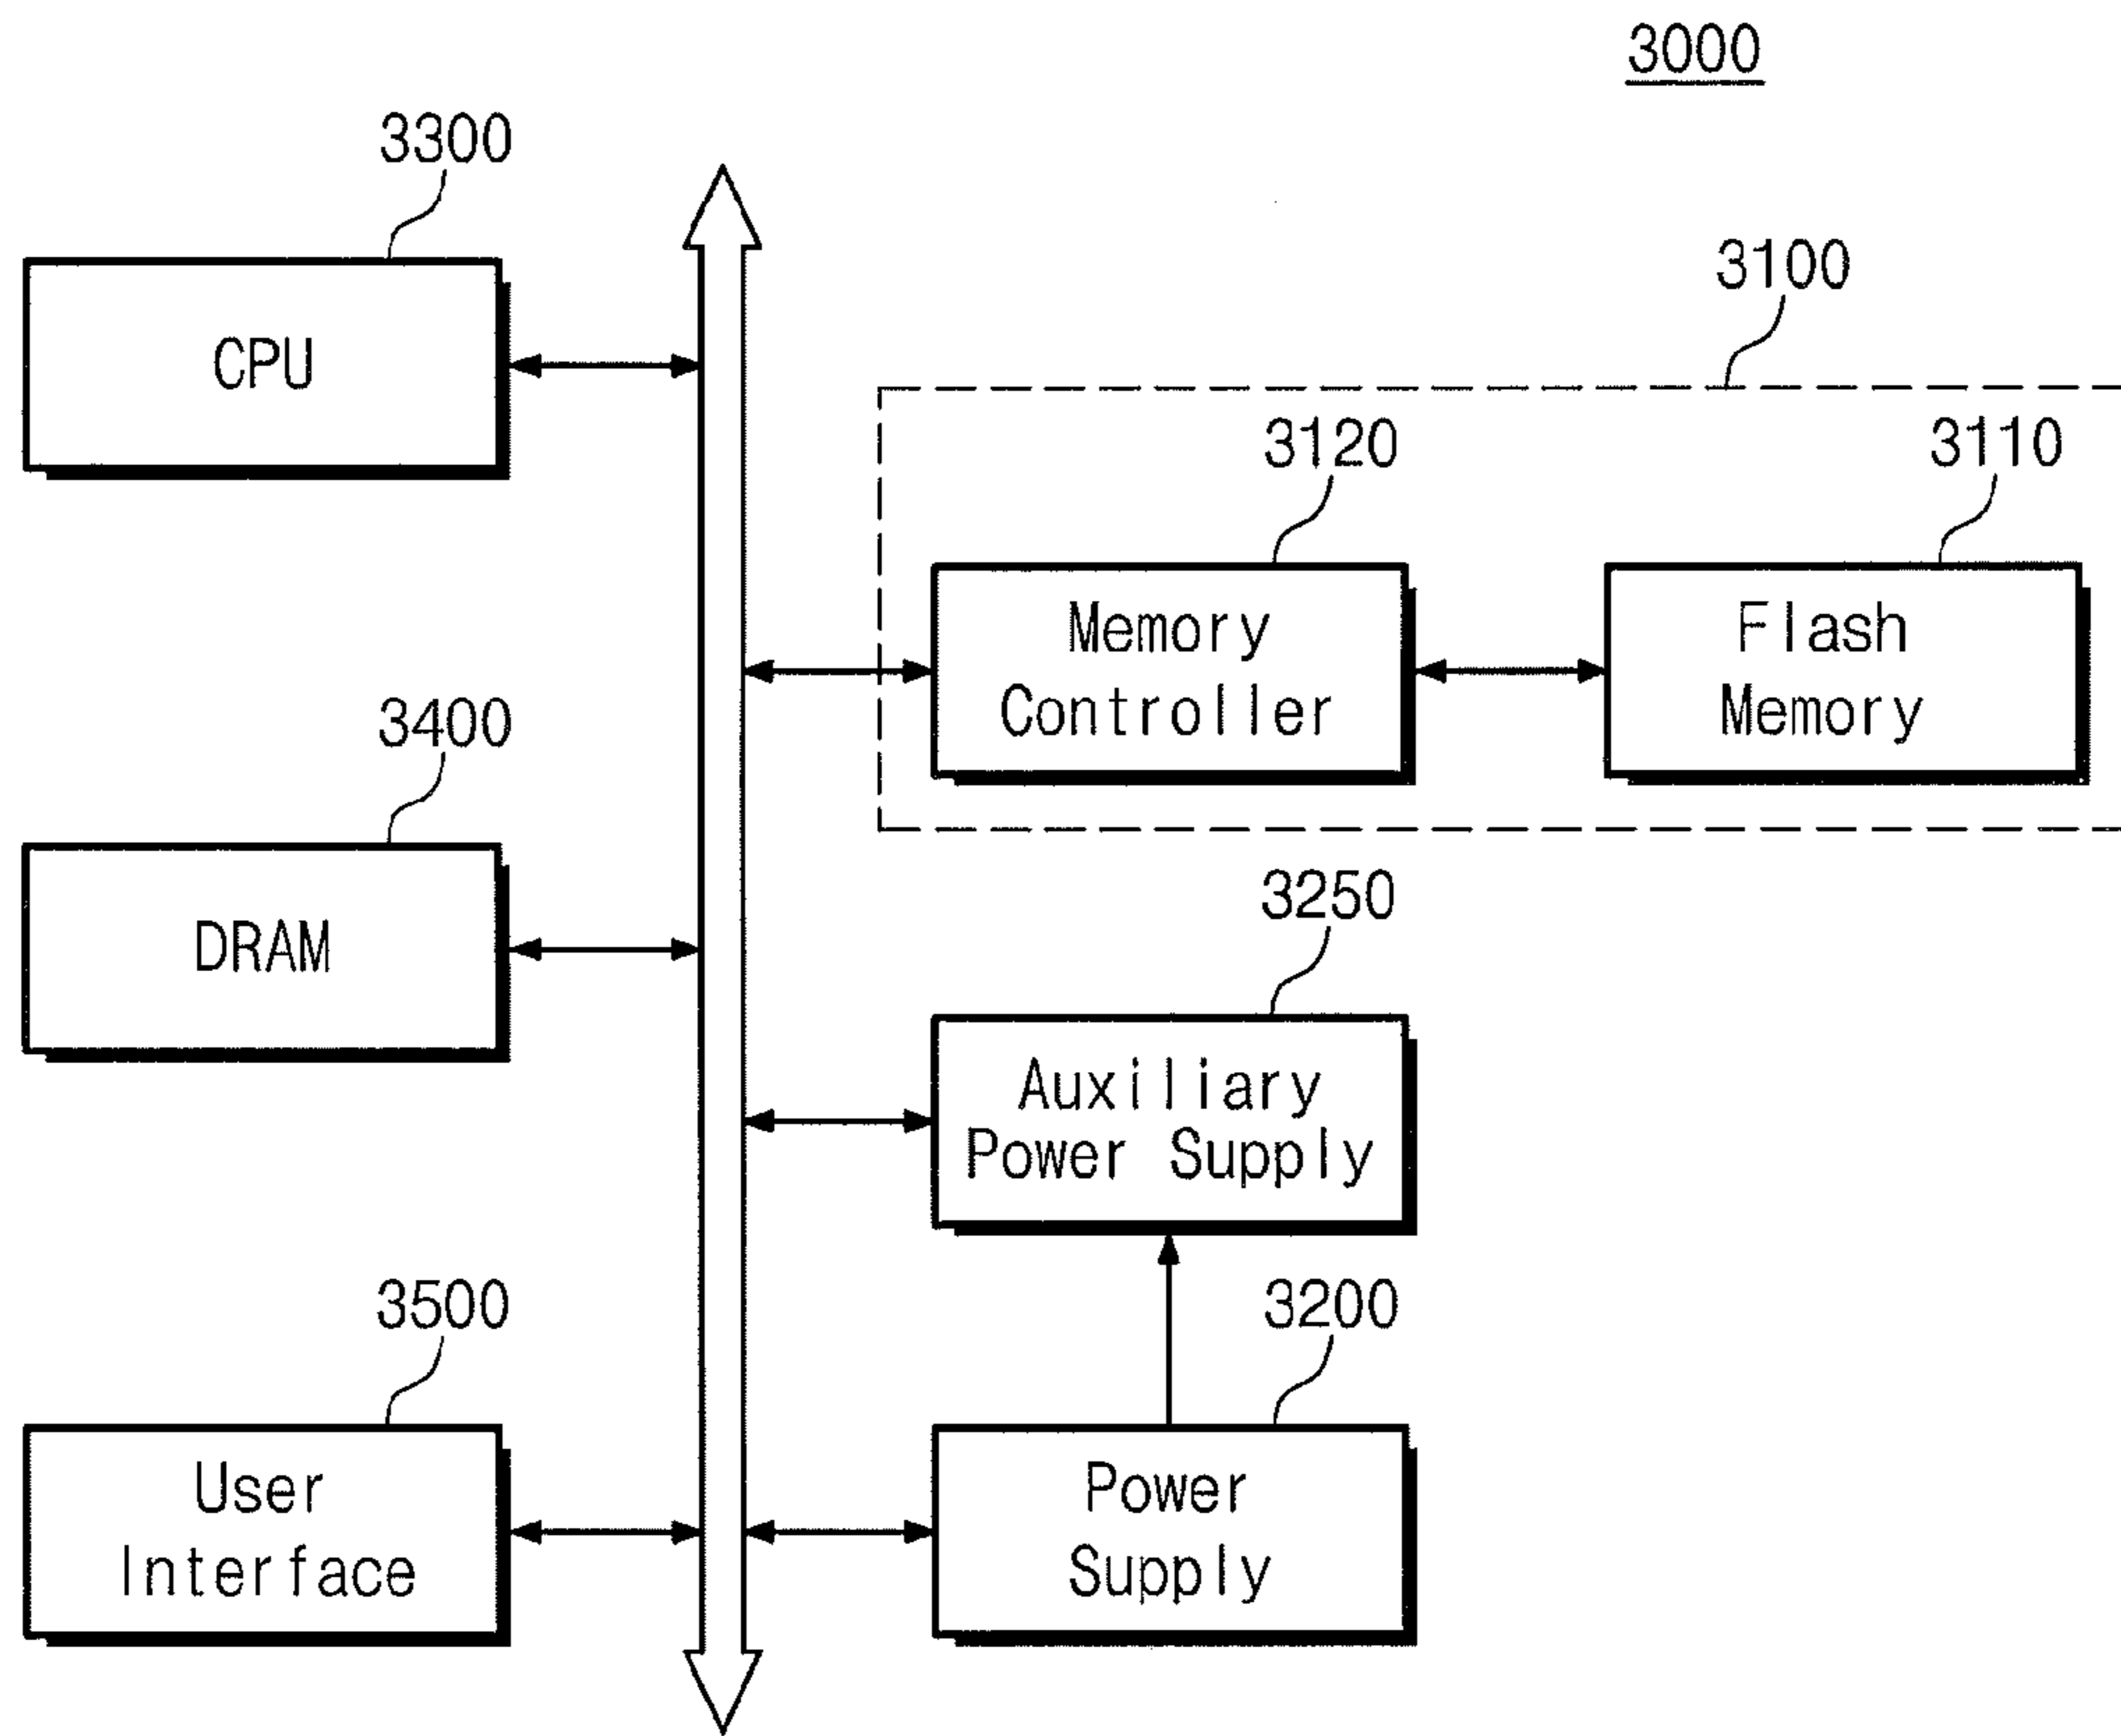 3000
3300
CPU
3100
3120
3110
Memory
Controller
Flash
Memory
3400
DRAM
3250
Auxiliary
Power Supply
3500
User
Interface
3200
Power
Supply